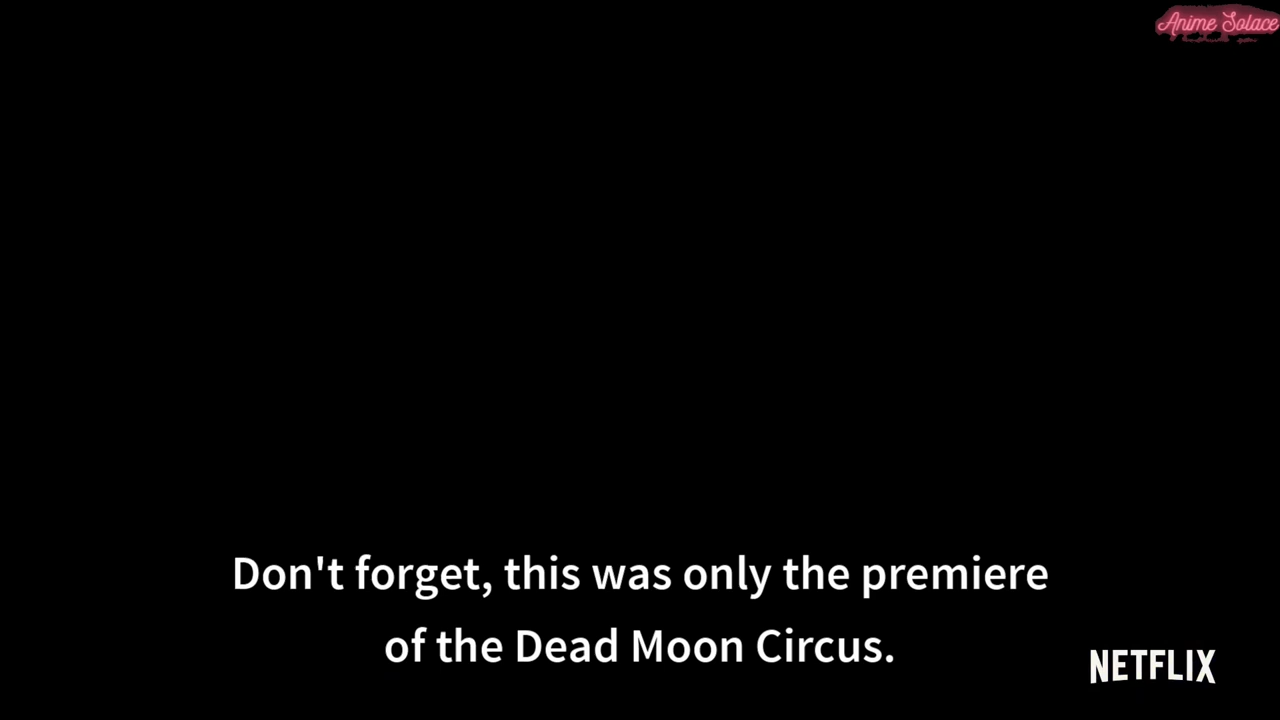 Anime Solace
Don't forget, this was only the premiere
of the Dead Moon Circus.
NETFLIX